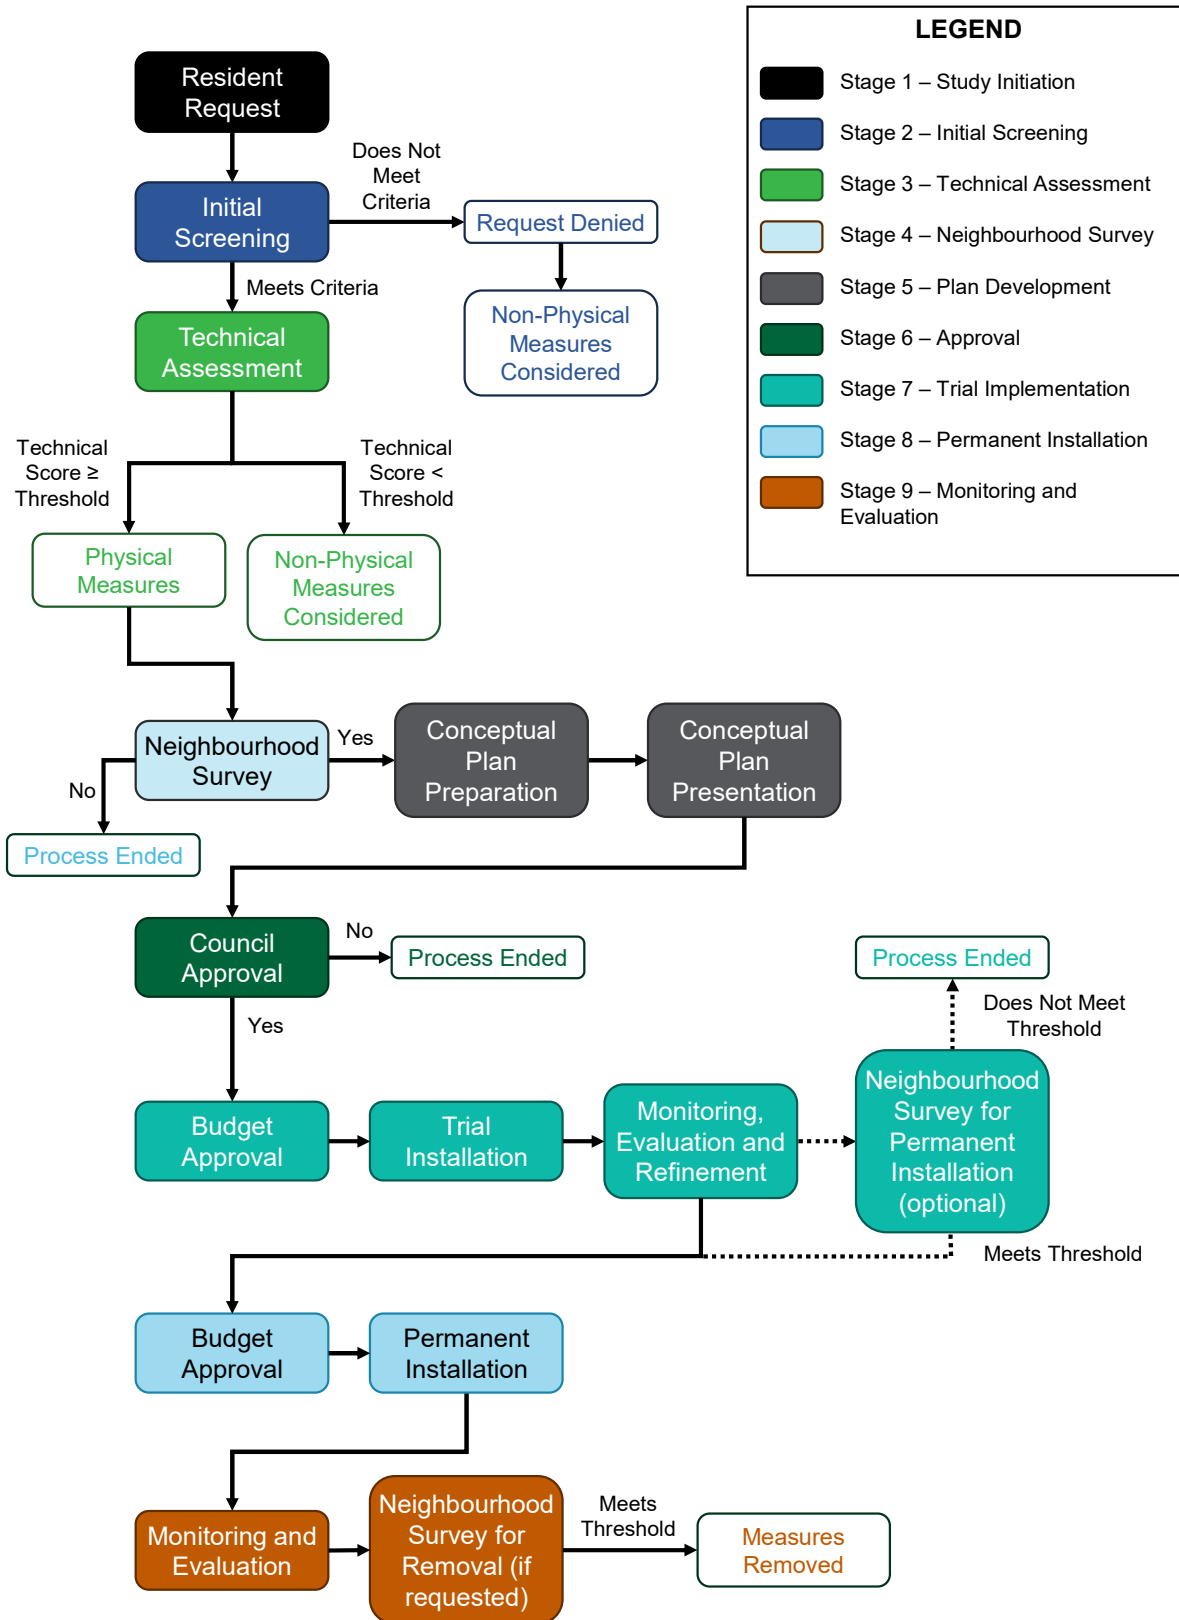 Resident
Request
Does Not
Meet
Criteria
Initial
Screening
Request Denied
Meets Criteria
Non-Physical
Measures
Considered
Technical
Assessment
Technical
Score ≥
Threshold
Technical
Score <
Threshold
Physical
Measures
Non-Physical
Measures
Considered
Neighbourhood
Survey
Yes
No
Process Ended
Conceptual
Plan
Preparation
Conceptual
Plan
Presentation
Council
Approval
No
Process Ended
Yes
Process Ended
Does Not Meet
Threshold
Budget
Approval
Trial
Installation
Monitoring,
Evaluation and
Refinement
Neighbourhood
Survey for
Permanent
Installation
(optional)
Meets Threshold
Budget
Approval
Permanent
Installation
Monitoring and
Evaluation
Neighbourhood
Survey for
Removal (if
requested)
Meets
Threshold
Measures
Removed
LEGEND
Stage 1 – Study Initiation
Stage 2 – Initial Screening
Stage 3 – Technical Assessment
Stage 4 – Neighbourhood Survey
Stage 5 – Plan Development
Stage 6 – Approval
Stage 7 – Trial Implementation
Stage 8 – Permanent Installation
Stage 9 – Monitoring and
Evaluation